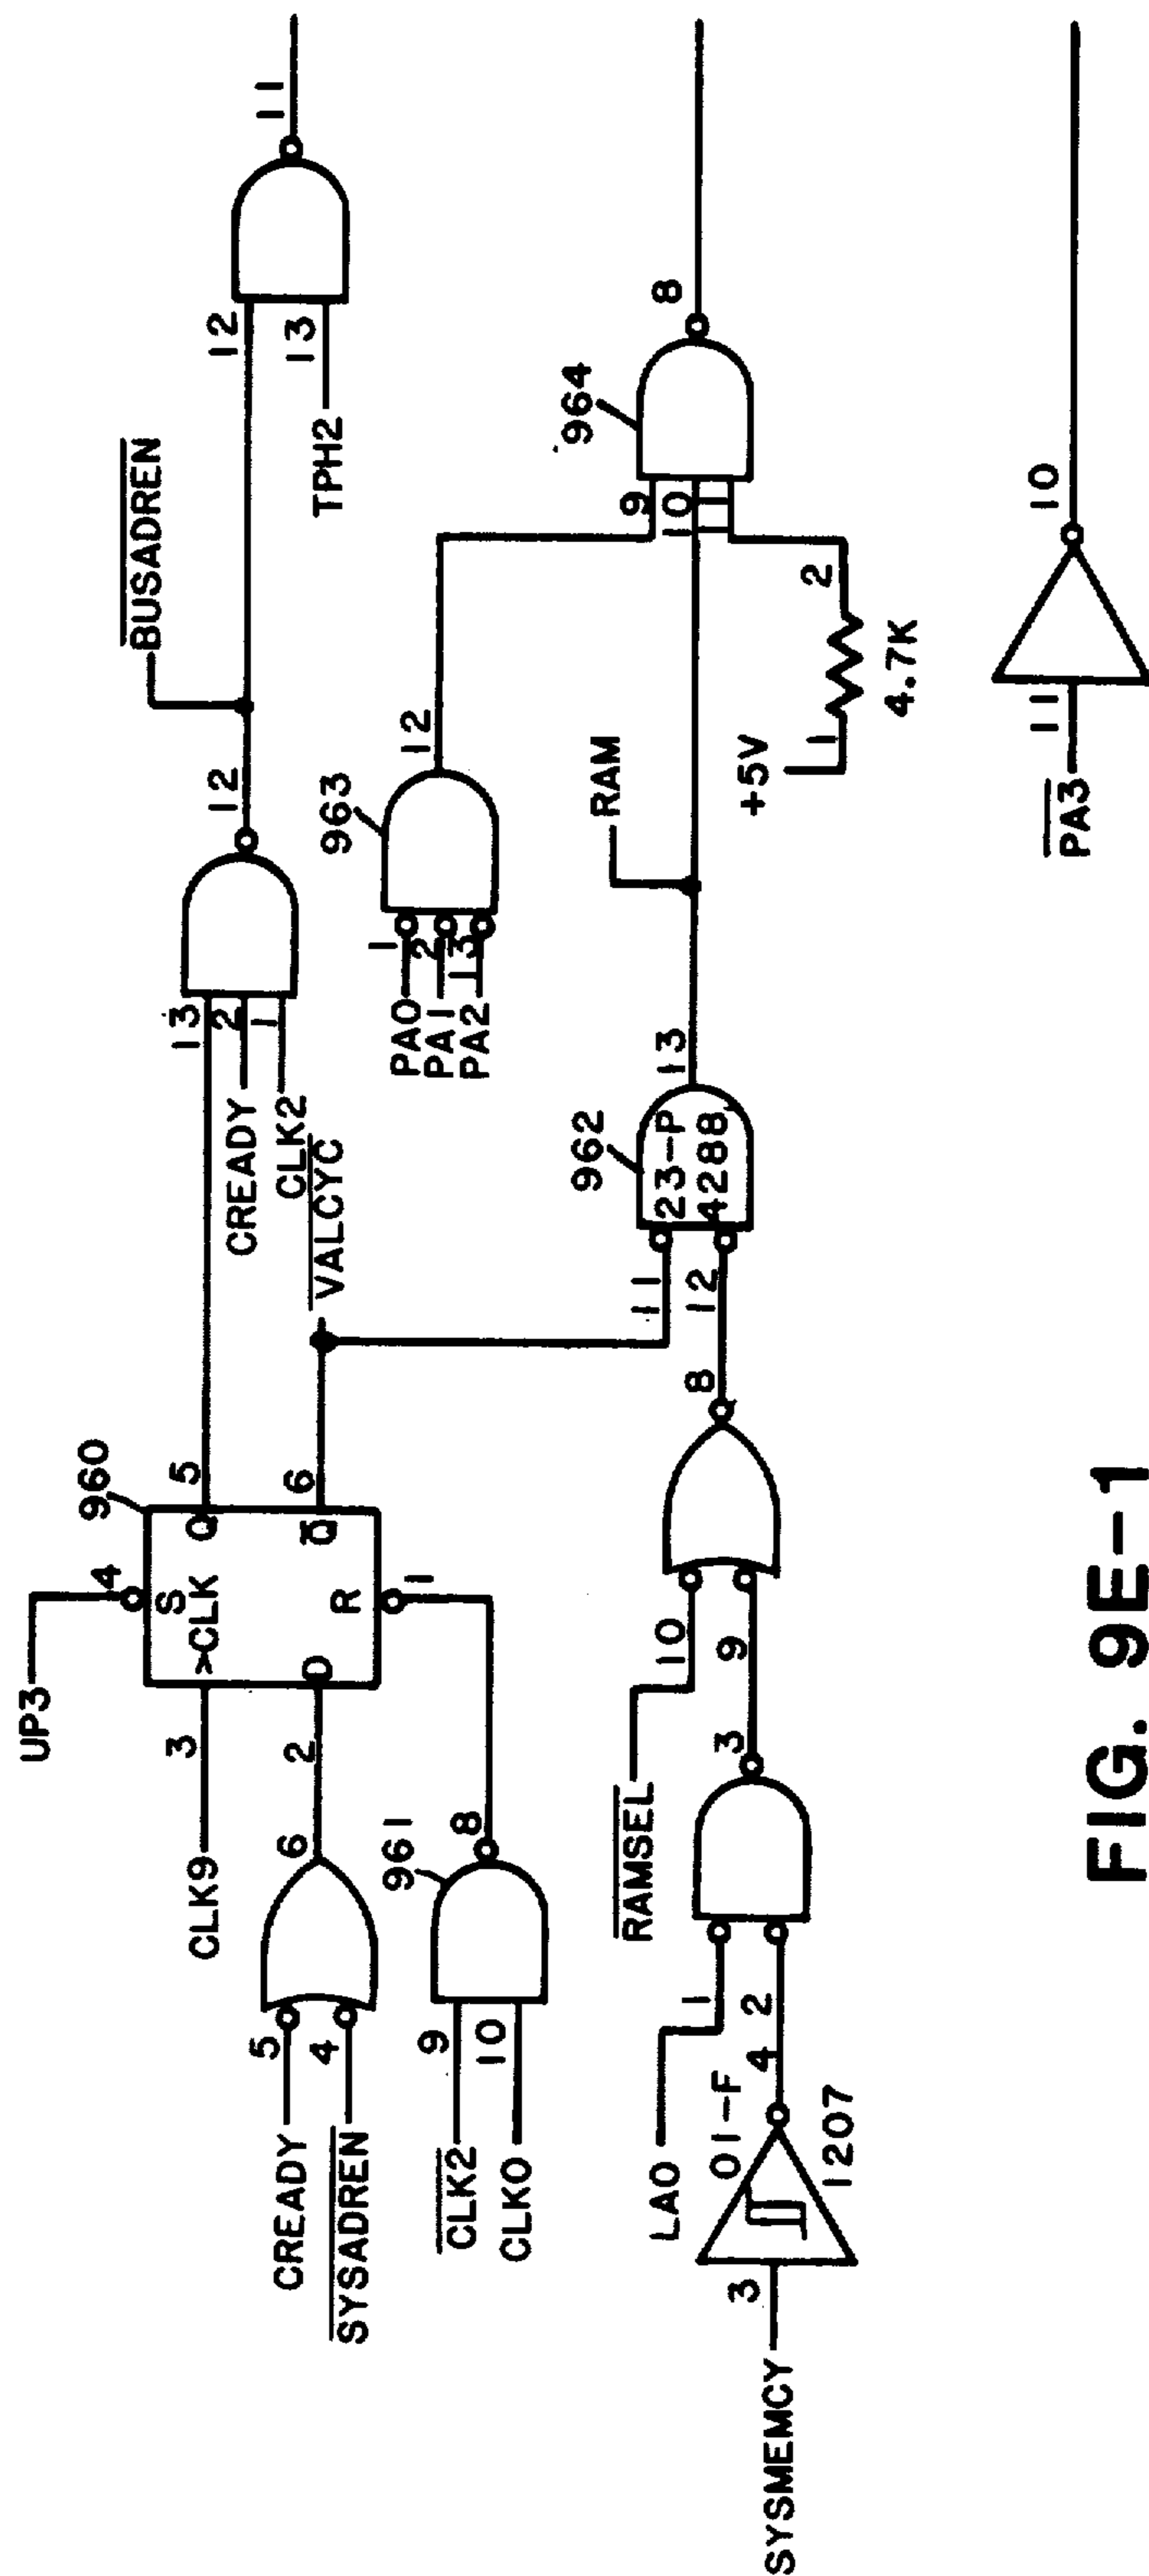 UP3
4
960
CLK9
3
S
>CLK
Q
5
CREADY
5
SYSADREN
4
6
2
D
Q
6
R
1
CLK2
9
CLK0
10
961
8
13
CREADY
2
CLK2
1
VALCYC
12
BUSADREN
12
TPH2
13
11
PA0
1
PA1
2
PA2
13
963
12
RAMSEL
10
LA0
1
SYSMEMCY
3
01-F
1207
4
2
3
9
8
11
12
962
23-P
4288
13
RAM
9
10
11
964
8
+5V
1
2
4.7K
PA3
11
10
FIG. 9E-1